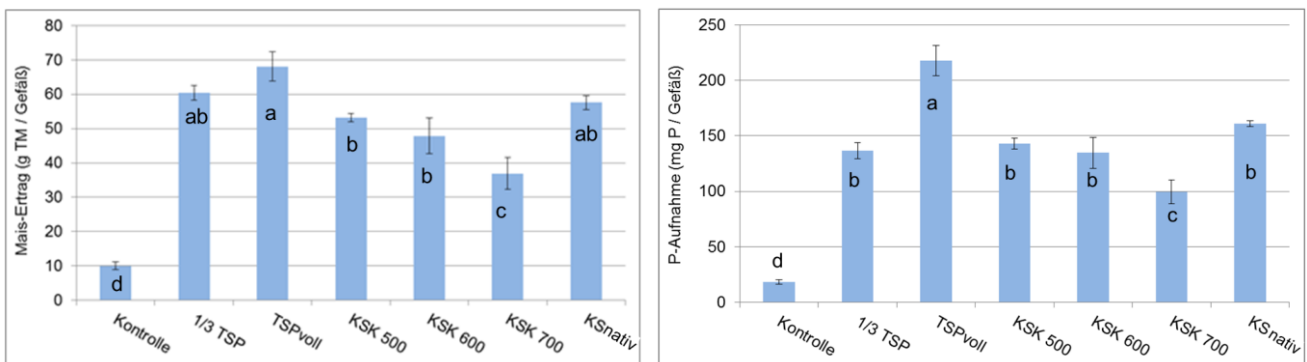 Mais-Ertrag (g TM / Gefäß)
80
70
60
50
40
30
20
10
0
d
ab
a
b
b
c
ab
Kontrolle
1/3 TSP
TSPvoll
KSK 500
KSK 600
KSK 700
KSnativ
P-Aufnahme (mg P / Gefäß)
250
200
150
100
50
0
d
b
a
b
b
c
b
Kontrolle
1/3 TSP
TSPvoll
KSK 500
KSK 600
KSK 700
KSnativ